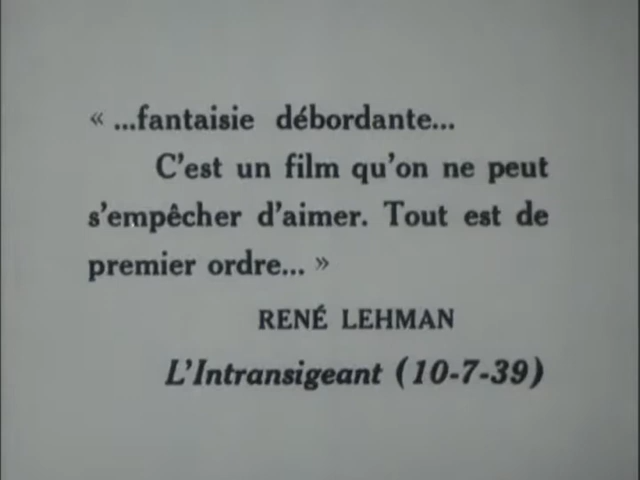 « ...fantaisie débordante...
C'est un film qu'on ne peut
s'empêcher d'aimer. Tout est de
premier ordre... »
RENÉ LEHMAN
L'Intransigeant (10-7-39)